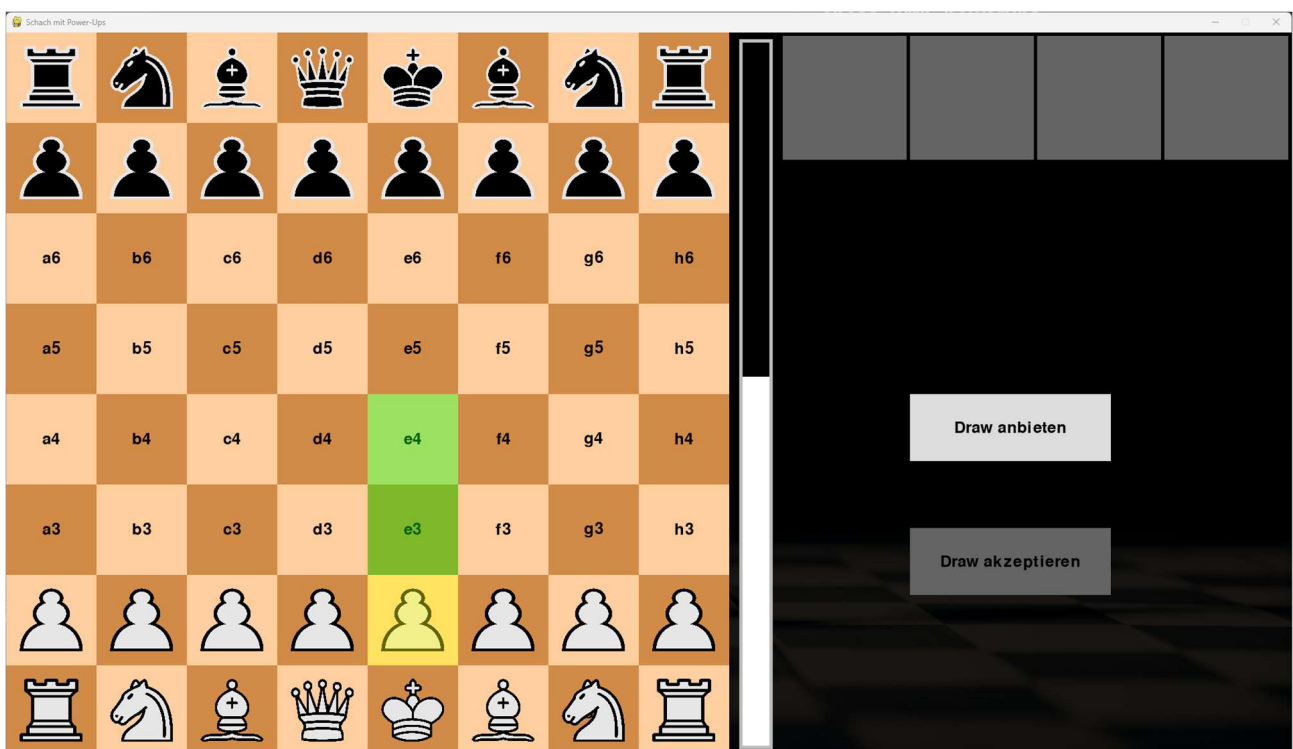 Schach mit Power-Ups
a6 b6 c6 d6 e6 f6 g6 h6
a5 b5 c5 d5 e5 f5 g5 h5
a4 b4 c4 d4 e4 f4 g4 h4
Draw anbieten
a3 b3 c3 d3 e3 f3 g3 h3
Draw akzeptieren